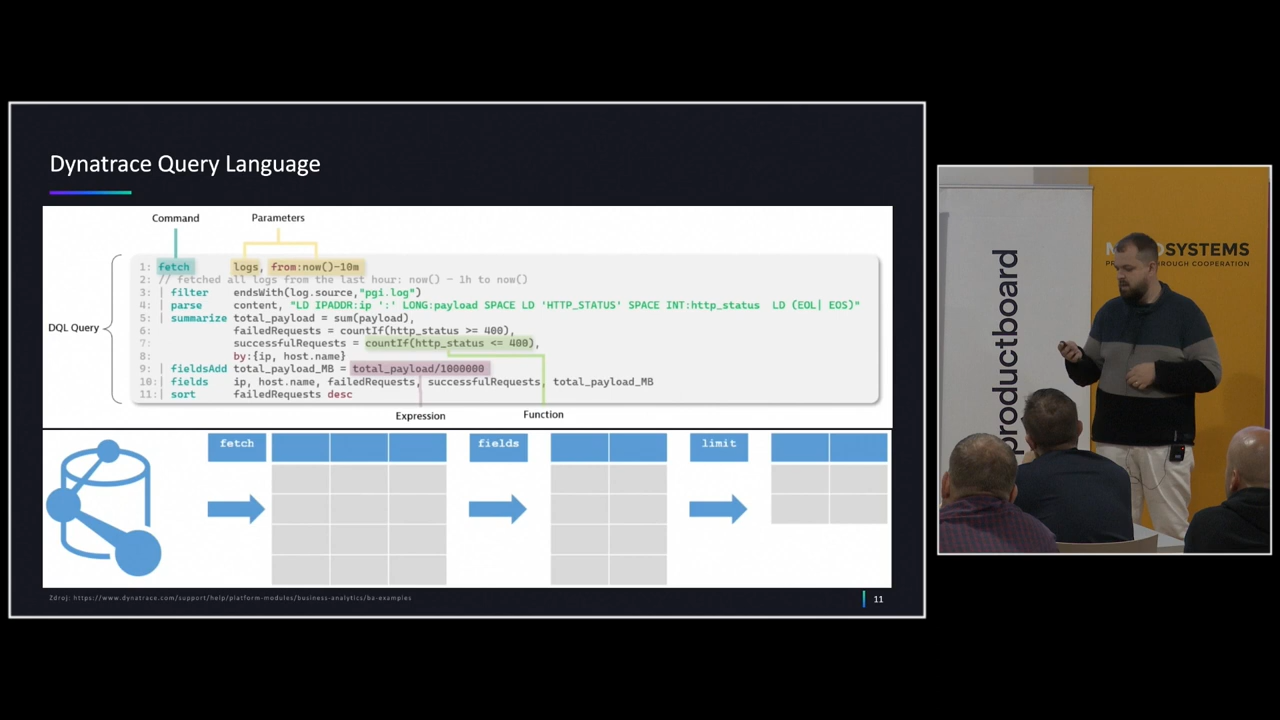 Dynatrace Query Language
Command
Parameters
DQL Query
1: fetch logs, from:now()-10m
2: // fetched all logs from the last hour: now() - 1h to now()
3: | filter endsWith(log.source,"pgi.log")
4: | parse content, "LD IPADDR:ip ':' LONG:payload SPACE LD 'HTTP_STATUS' SPACE INT:http_status LD (EOL| EOS)"
5: | summarize total_payload = sum(payload),
6: failedRequests = countIf(http_status >= 400),
7: successfulRequests = countIf(http_status <= 400),
8: by:{ip, host.name}
9: | fieldsAdd total_payload_MB = total_payload/1000000
10:| fields ip, host.name, failedRequests, successfulRequests, total_payload_MB
11:| sort failedRequests desc
Expression
Function
fetch
fields
limit
Zdroj: https://www.dynatrace.com/support/help/platform-modules/business-analytics/ba-examples
11
productboard
SYSTEMS
THROUGH COOPERATION